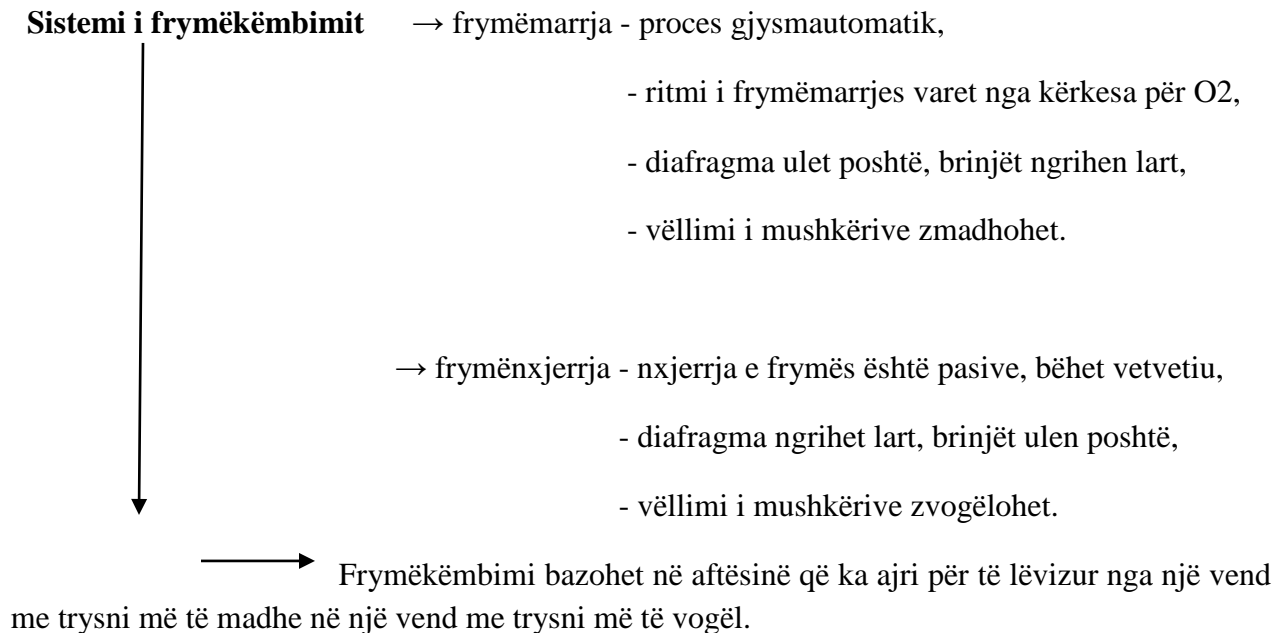 Sistemi i frymëkëmbimit → frymëmarrja - proces gjysmautomatik,
- ritmi i frymëmarrjes varet nga kërkesa për O2,
- diafragma ulet poshtë, brinjët ngrihen lart,
- vëllimi i mushkërive zmadhohet.
→ frymënxjerrja - nxjerrja e frymës është pasive, bëhet vetvetiu,
- diafragma ngrihet lart, brinjët ulen poshtë,
- vëllimi i mushkërive zvogëlohet.
Frymëkëmbimi bazohet në aftësinë që ka ajri për të lëvizur nga një vend
me trysni më të madhe në një vend me trysni më të vogël.